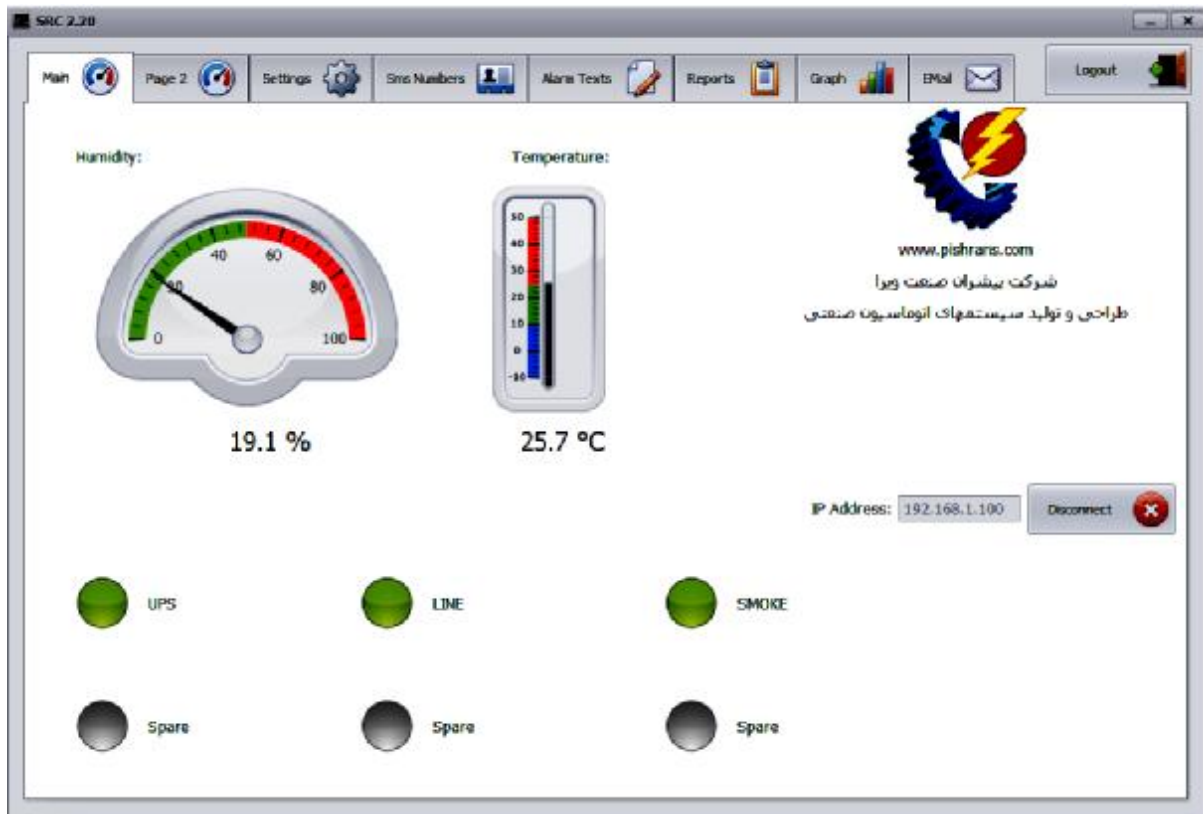 SRC 2.20
Main
Page 2
Settings
Sms Numbers
Alarm Texts
Reports
Graph
EMail
Logout
Humidity:
0
20
40
60
80
100
19.1 %
Temperature:
50
40
30
20
10
0
-10
25.7 °C
www.pishrans.com
شرکت پیشران صنعت ویرا
طراحی و تولید سیستمهای اتوماسیون صنعتی
IP Address: 192.168.1.100
Disconnect
UPS
LINE
SMOKE
Spare
Spare
Spare